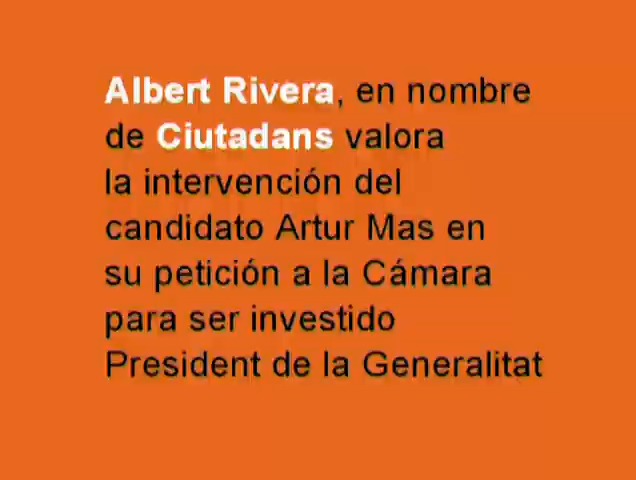 Albert Rivera, en nombre
de Ciutadans valora
la intervención del
candidato Artur Mas en
su petición a la Cámara
para ser investido
President de la Generalitat